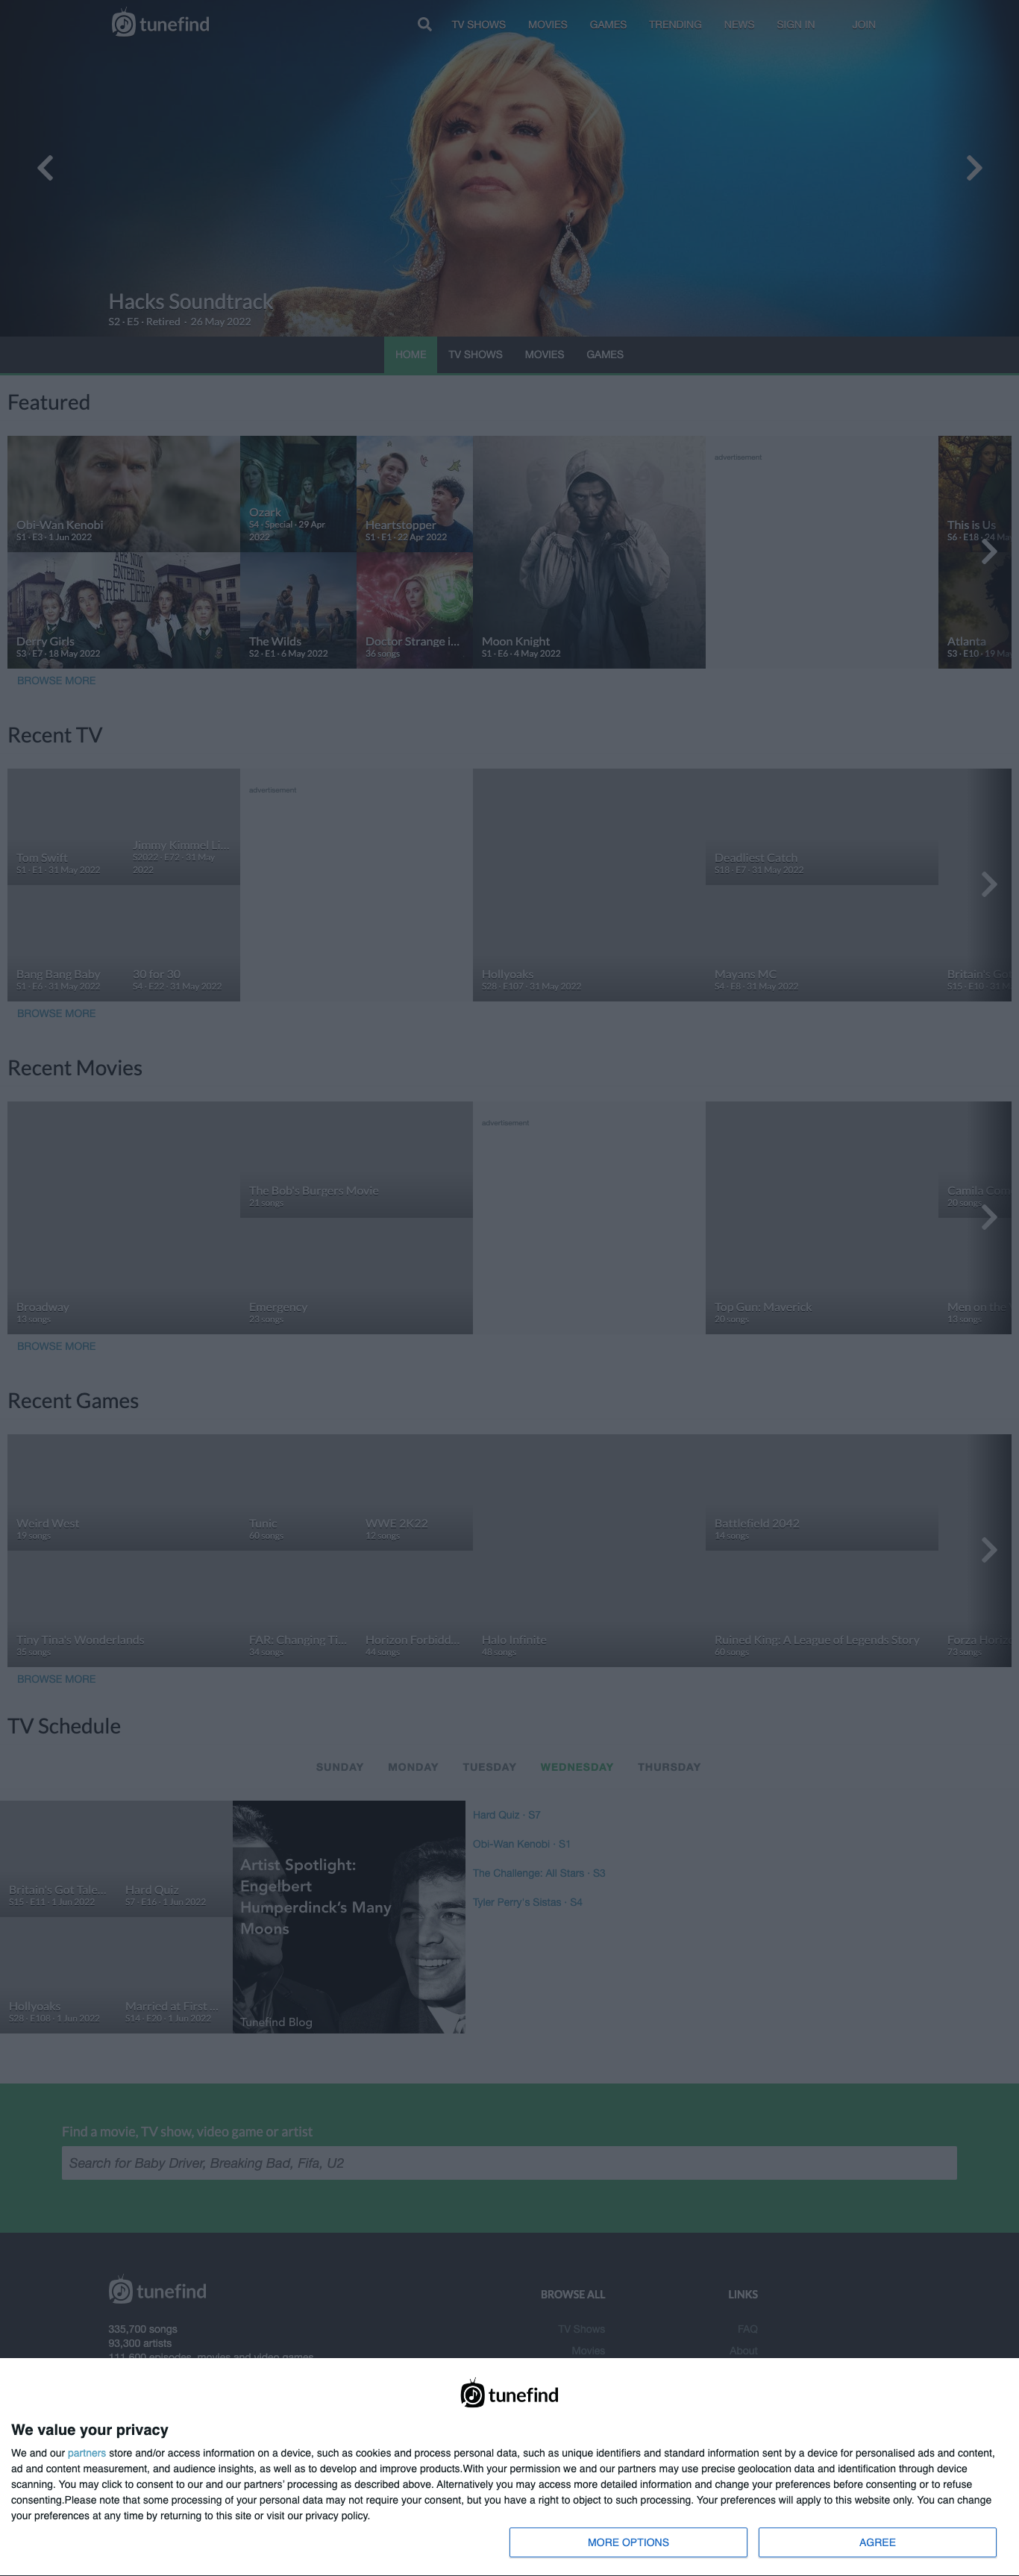 tunefind
TV SHOWS MOVIES GAMES TRENDING NEWS SIGN IN JOIN
Hacks Soundtrack
S2 · E5 · Retired - 26 May 2022
HOME TV SHOWS MOVIES GAMES
Featured
Obi-Wan Kenobi
S1 · E3 · 1 Jun 2022
Ozark
S4 · Special · 29 Apr
2022
Heartstopper
S1 · E1 · 22 Apr 2022
advertisement
This is Us
S6 · E18 · 24 Ma
ARE NOW
ENTERING
FREE DERRY
Derry Girls
S3 · E7 · 18 May 2022
The Wilds
S2 · E1 · 6 May 2022
Doctor Strange i...
36 songs
Moon Knight
S1 · E6 · 4 May 2022
Atlanta
S3 · E10 · 19 Ma
BROWSE MORE
Recent TV
advertisement
Tom Swift
S1 · E1 · 31 May 2022
Jimmy Kimmel Li...
S2022 · E72 · 31 May
2022
Deadliest Catch
S18 · E7 · 31 May 2022
Bang Bang Baby
S1 · E6 · 31 May 2022
30 for 30
S4 · E22 · 31 May 2022
Hollyoaks
S28 · E107 · 31 May 2022
Mayans MC
S4 · E8 · 31 May 2022
Britain's Go
S15 · E10 · 31 M
BROWSE MORE
Recent Movies
advertisement
The Bob's Burgers Movie
21 songs
Camila Com
20 songs
Broadway
13 songs
Emergency
23 songs
Top Gun: Maverick
20 songs
Men on the
13 songs
BROWSE MORE
Recent Games
Weird West
19 songs
Tunic
60 songs
WWE 2K22
12 songs
Battlefield 2042
14 songs
Tiny Tina's Wonderlands
35 songs
FAR: Changing Ti...
34 songs
Horizon Forbidd...
44 songs
Halo Infinite
48 songs
Ruined King: A League of Legends Story
60 songs
Forza Horiz
73 songs
BROWSE MORE
TV Schedule
SUNDAY MONDAY TUESDAY WEDNESDAY THURSDAY
Britain's Got Tale...
S15 · E11 · 1 Jun 2022
Hard Quiz
S7 · E16 · 1 Jun 2022
Hollyoaks
S28 · E108 · 1 Jun 2022
Married at First ...
S14 · E20 · 1 Jun 2022
Artist Spotlight:
Engelbert
Humperdinck's Many
Moons
Tunefind Blog
Hard Quiz · S7
Obi-Wan Kenobi · S1
The Challenge: All Stars · S3
Tyler Perry's Sistas · S4
Find a movie, TV show, video game or artist
Search for Baby Driver, Breaking Bad, Fifa, U2
tunefind
335,700 songs
93,300 artists
111,600 episodes, movies and video games
BROWSE ALL
TV Shows
Movies
LINKS
FAQ
About
tunefind
We value your privacy
We and our partners store and/or access information on a device, such as cookies and process personal data, such as unique identifiers and standard information sent by a device for personalised ads and content,
ad and content measurement, and audience insights, as well as to develop and improve products.With your permission we and our partners may use precise geolocation data and identification through device
scanning. You may click to consent to our and our partners' processing as described above. Alternatively you may access more detailed information and change your preferences before consenting or to refuse
consenting.Please note that some processing of your personal data may not require your consent, but you have a right to object to such processing. Your preferences will apply to this website only. You can change
your preferences at any time by returning to this site or visit our privacy policy.
MORE OPTIONS AGREE